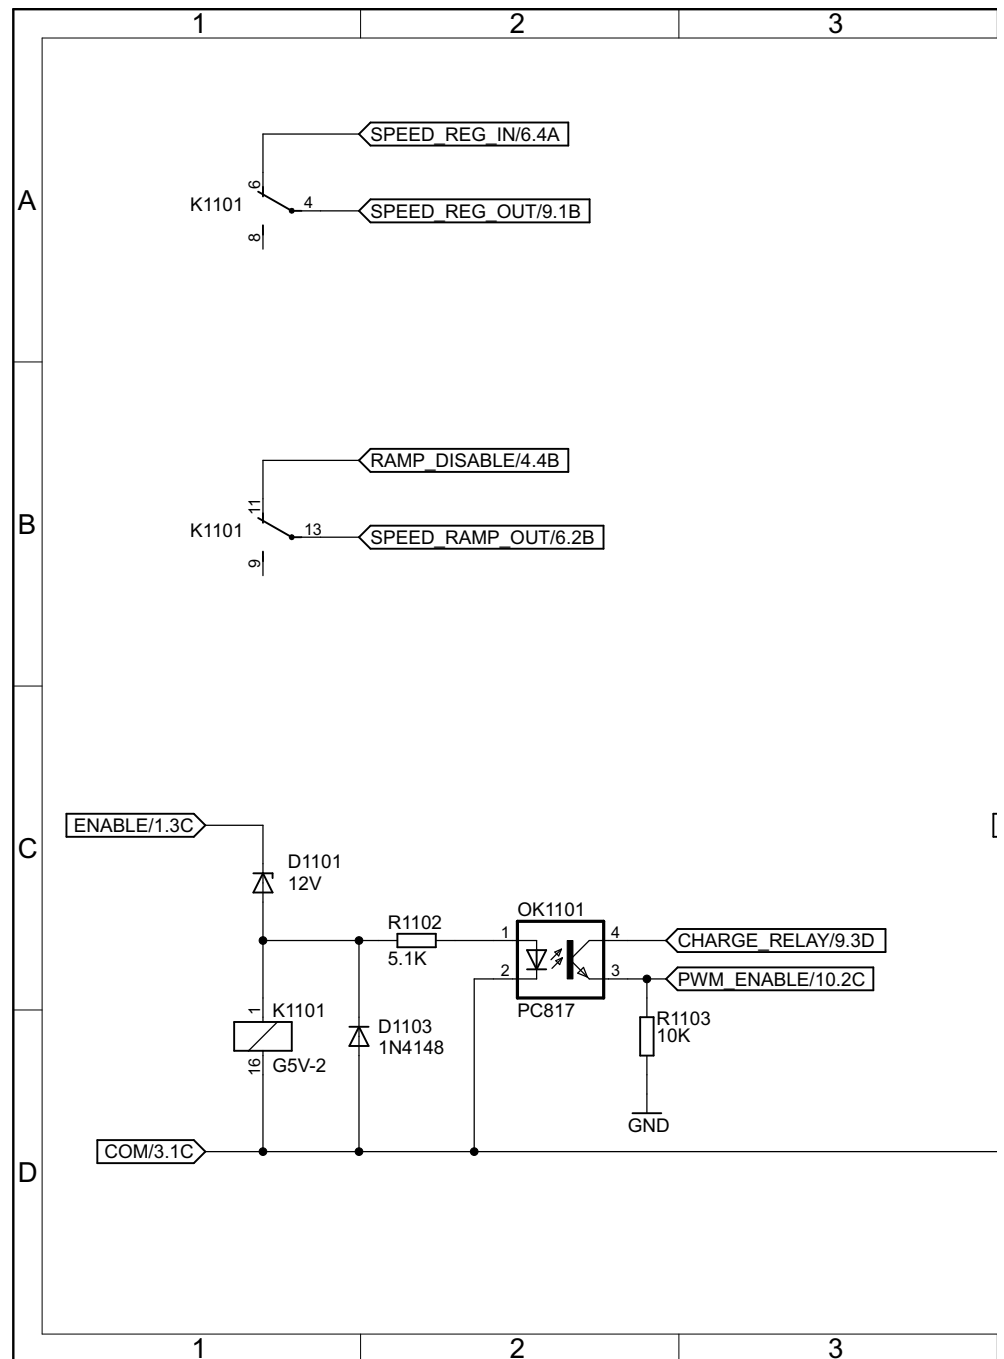 1 2 3
A
SPEED_REG_IN/6.4A
6
K1101 4 SPEED_REG_OUT/9.1B
8
RAMP_DISABLE/4.4B
B
11
K1101 13 SPEED_RAMP_OUT/6.2B
9
ENABLE/1.3C
C
D1101
12V
OK1101
R1102
5.1K
1 4 CHARGE_RELAY/9.3D
2 3 PWM_ENABLE/10.2C
PC817
1 K1101
16 G5V-2
D1103
1N4148
R1103
10K
GND
COM/3.1C
D
1 2 3